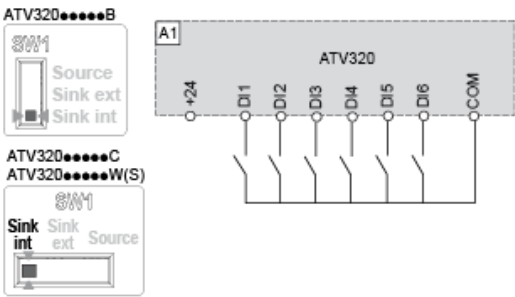 ATV320●●●●●B
SW1
Source
Sink ext
Sink int
A1
ATV320
+24
DI1
DI2
DI3
DI4
DI5
DI6
COM
ATV320●●●●●C
ATV320●●●●●W(S)
SW1
Sink int
Sink ext
Source